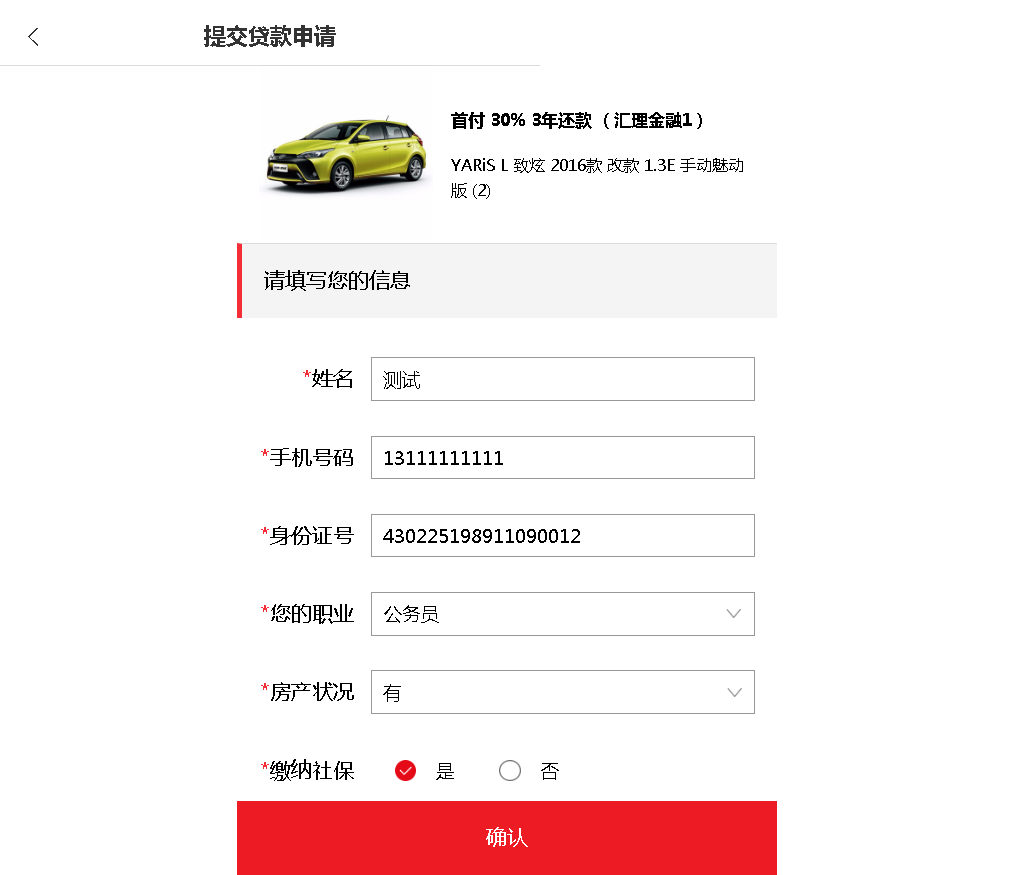 提交贷款申请
首付 30% 3年还款（汇理金融1）
YARiS L 致炫 2016款 改款 1.3E 手动魅动
版 (2)
请填写您的信息
*姓名 测试
*手机号码 13111111111
*身份证号 430225198911090012
*您的职业 公务员
*房产状况 有
*缴纳社保 是 否
确认